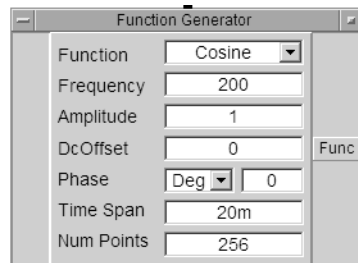 Function Generator
Function Cosine
Frequency 200
Amplitude 1
DcOffset 0
Func
Phase Deg 0
Time Span 20m
Num Points 256